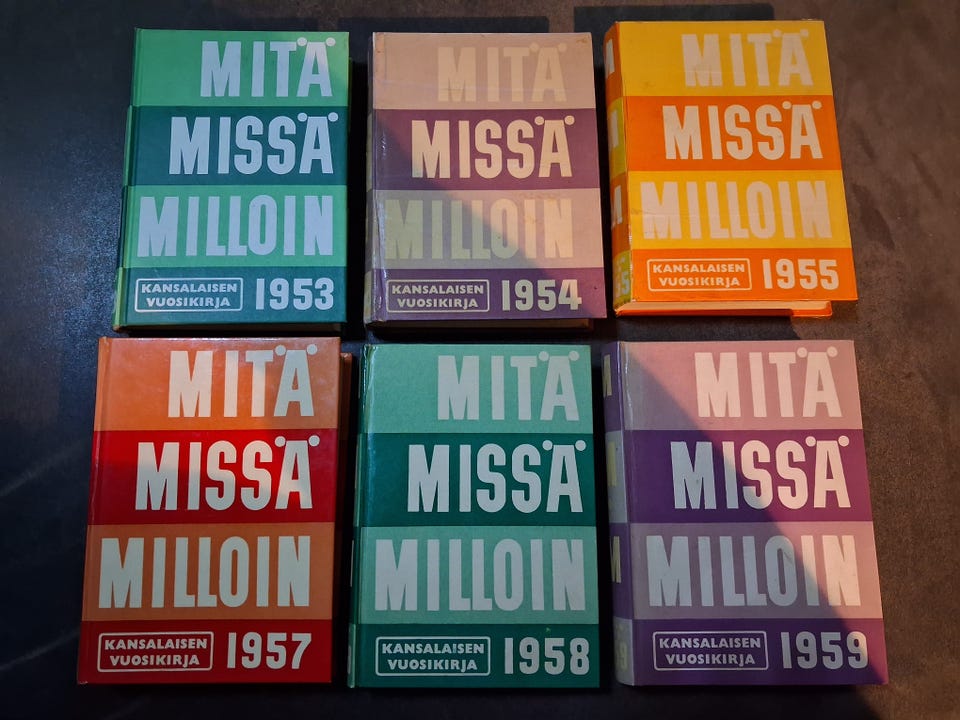 MITÄ
MISSÄ
MILLOIN
KANSALAISEN
VUOSIKIRJA
1953
MITÄ
MISSÄ
MILLOIN
KANSALAISEN
VUOSIKIRJA
1954
MITÄ
MISSÄ
MILLOIN
KANSALAISEN
VUOSIKIRJA
1955
MITÄ
MISSÄ
MILLOIN
KANSALAISEN
VUOSIKIRJA
1957
MITÄ
MISSÄ
MILLOIN
KANSALAISEN
VUOSIKIRJA
1958
MITÄ
MISSÄ
MILLOIN
KANSALAISEN
VUOSIKIRJA
1959